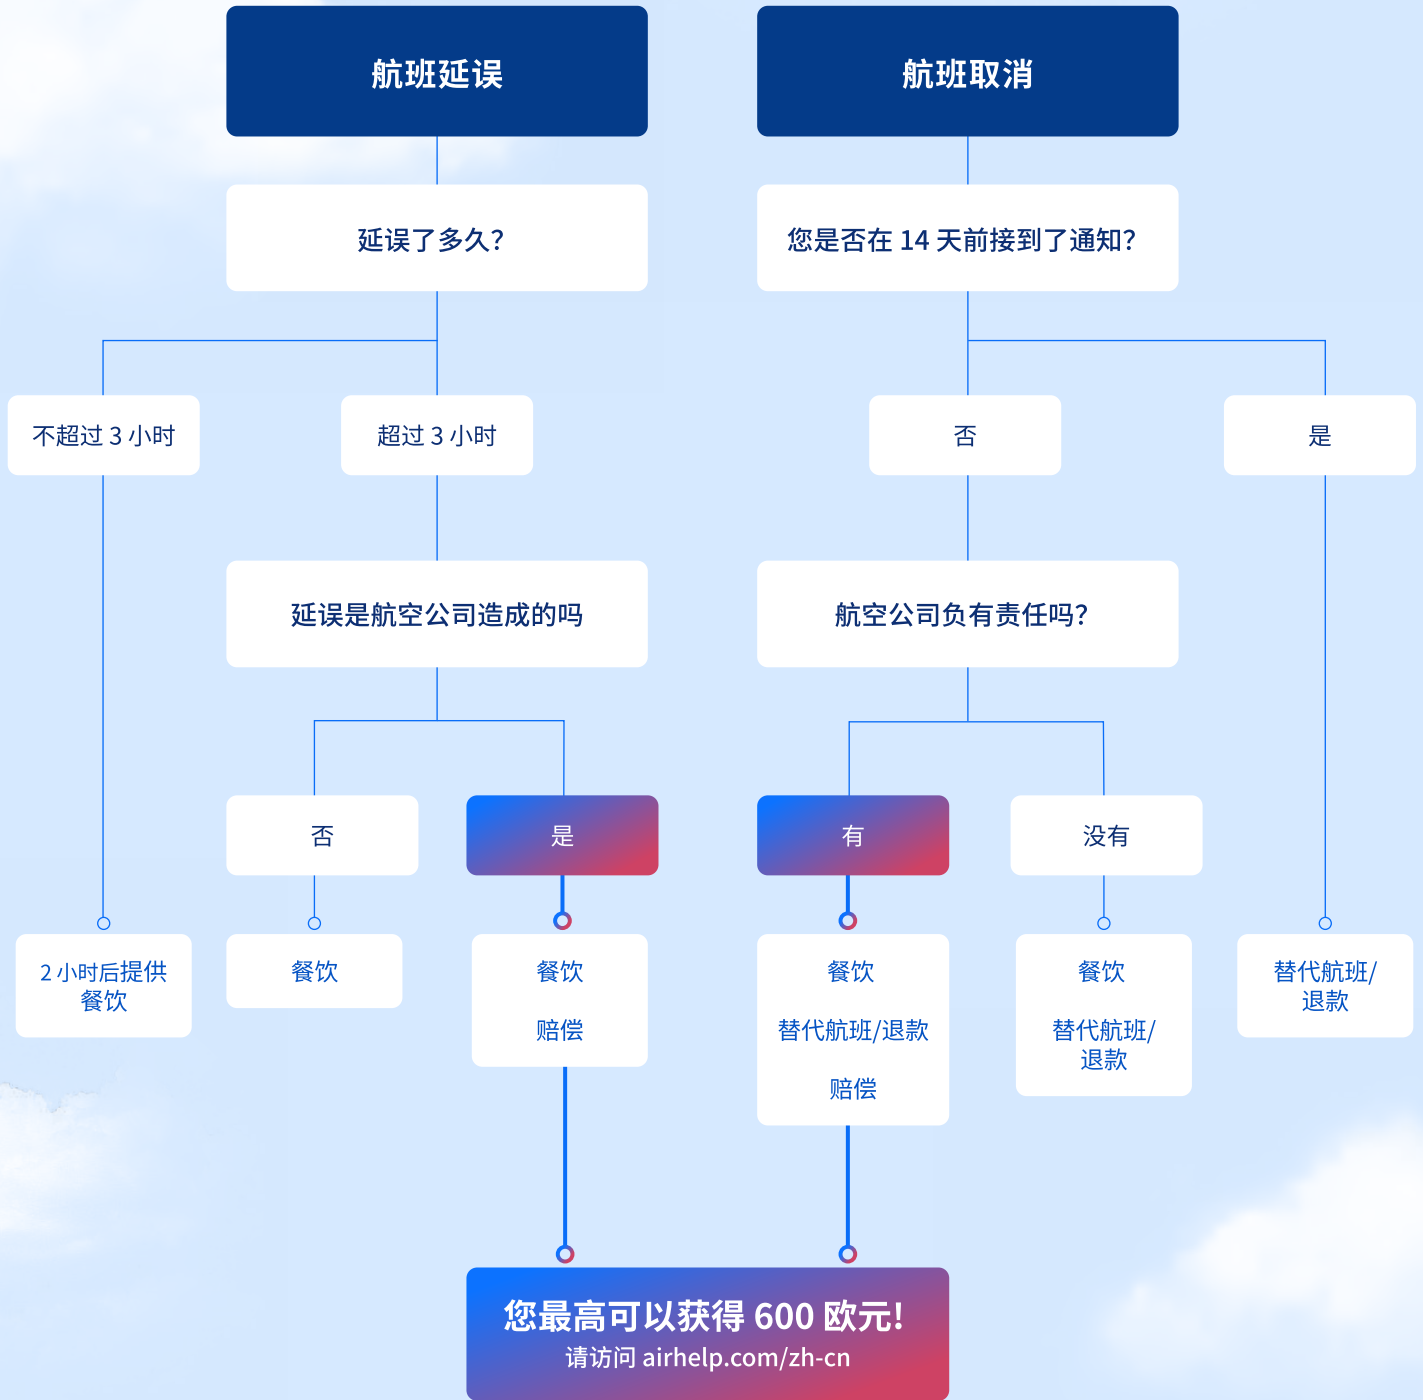 航班延误
航班取消
延误了多久?
您是否在 14 天前接到了通知?
不超过 3 小时
超过 3 小时
否
是
延误是航空公司造成的吗
航空公司负有责任吗?
否
是
有
没有
2 小时后提供
餐饮
餐饮
餐饮
赔偿
餐饮
替代航班/退款
赔偿
餐饮
替代航班/
退款
替代航班/
退款
您最高可以获得 600 欧元!
请访问 airhelp.com/zh-cn